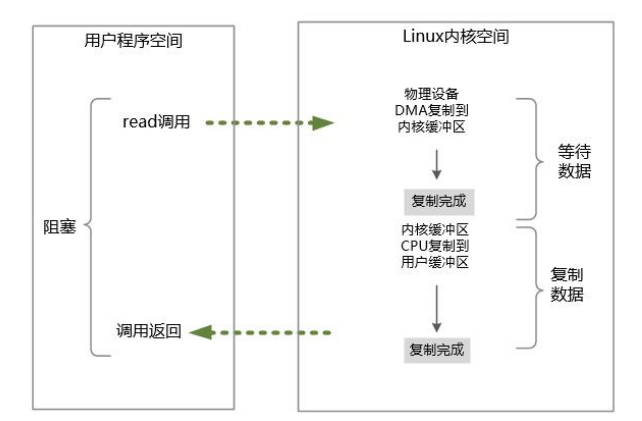 用户程序空间
Linux内核空间
read调用
物理设备
DMA复制到
内核缓冲区
等待
数据
复制完成
阻塞
内核缓冲区
CPU复制到
用户缓冲区
复制
数据
调用返回
复制完成